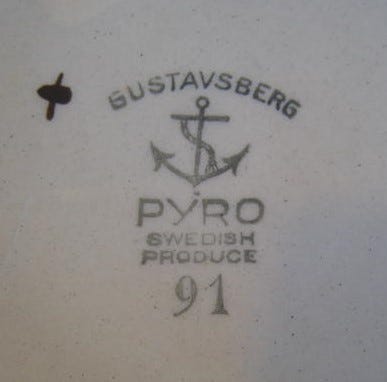 GUSTAVSBERG
PYRO
SWEDISH
PRODUCE
91